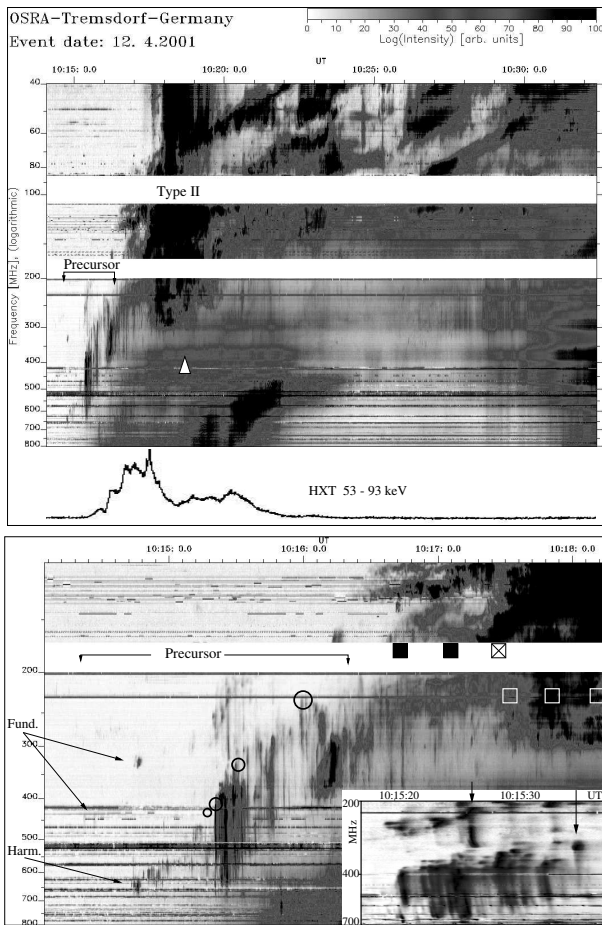 OSRA-Tremsdorf-Germany
Event date: 12. 4.2001
0 10 20 30 40 50 60 70 80 90 100
Log(Intensity) [arb. units]
UT
10:15: 0.0 10:20: 0.0 10:25: 0.0 10:30: 0.0
40
60
80
100
200
300
400
500
600
700
800
Frequency [MHz], (logarithmic)
Type II
Precursor
HXT 53 - 93 keV
UT
10:15: 0.0 10:16: 0.0 10:17: 0.0 10:18: 0.0
Precursor
200
Fund.
300
400
500
Harm.
600
700
800
10:15:20 10:15:30 UT
200
MHz
400
700